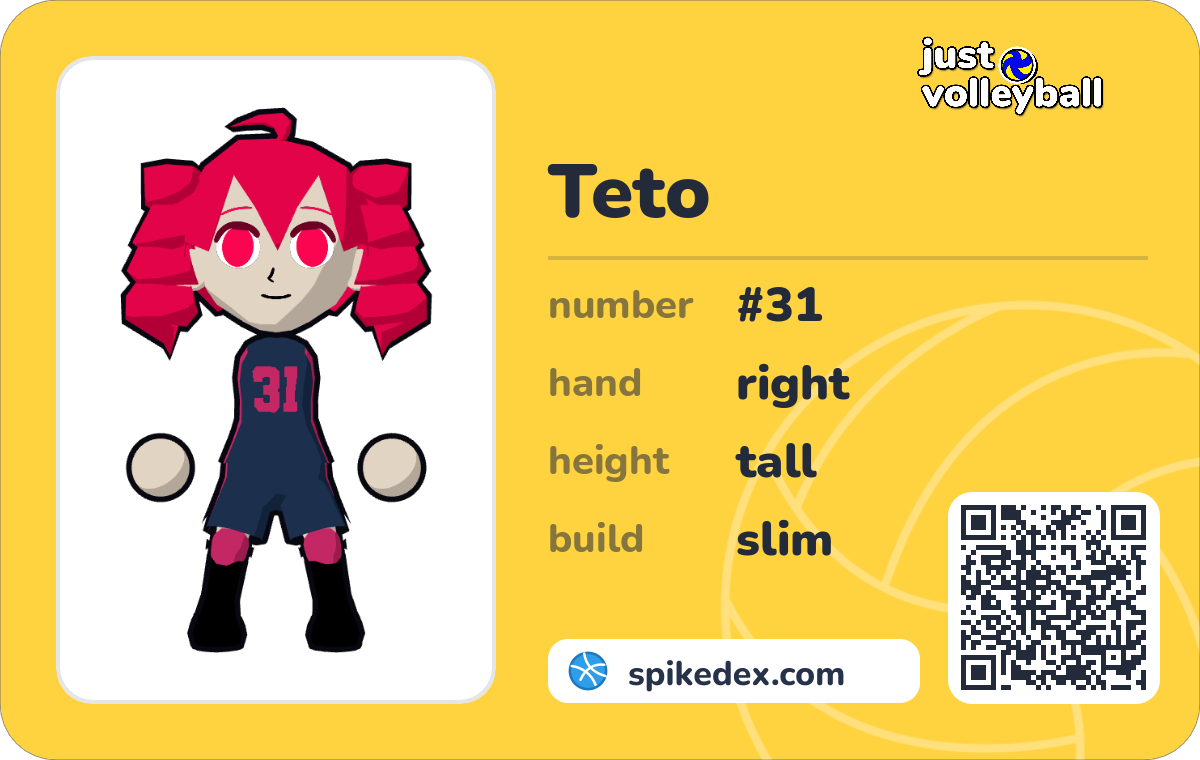 just
volleyball
Teto
number #31
hand right
height tall
build slim
31
spikedex.com